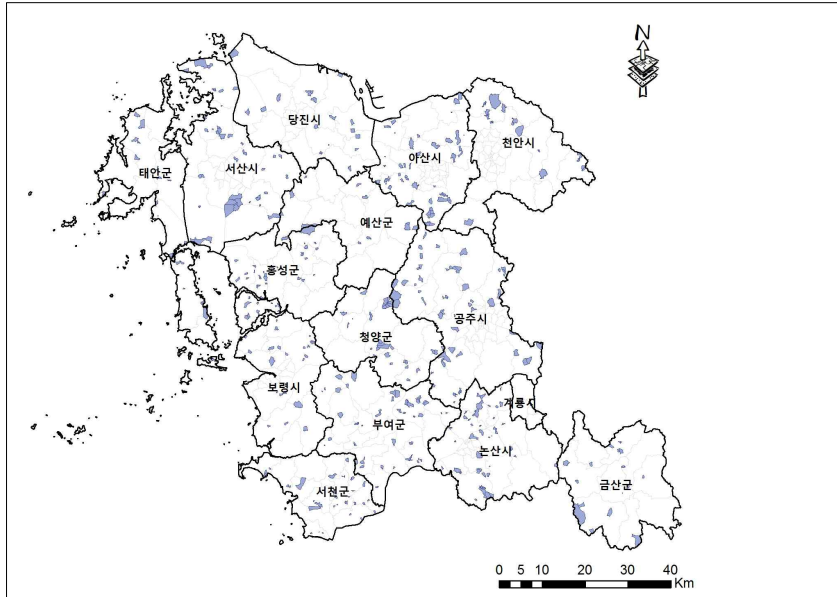 N
당진시
천안시
아산시
서산시
태안군
예산군
홍성군
공주시
청양군
보령시
계룡시
부여군
논산시
금산군
서천군
0 5 10 20 30 40
Km